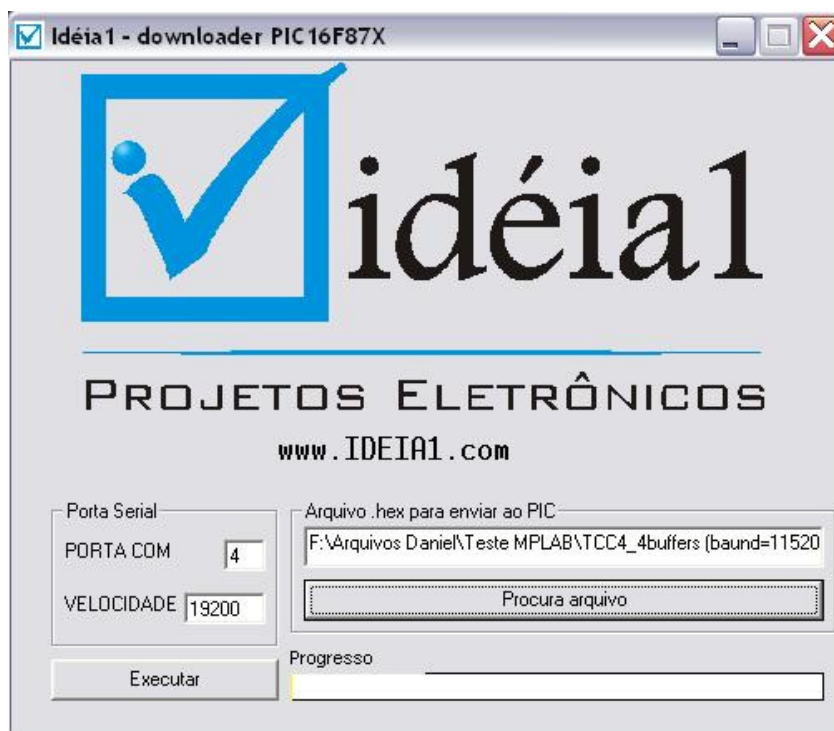 Idéia1 - downloader PIC16F87X
idéia1
PROJETOS ELETRÔNICOS
www.IDEIA1.com
Porta Serial
PORTA COM 4
VELOCIDADE 19200
Arquivo .hex para enviar ao PIC
F:\Arquivos Daniel\Teste MPLAB\TCC4_4buffers (baund=11520
Procura arquivo
Executar
Progresso